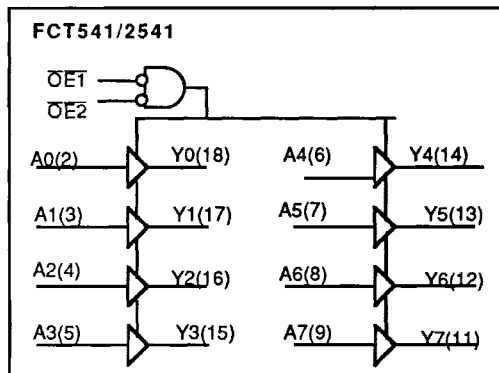 FCT541/2541
OE1
OE2
A0(2) Y0(18) A4(6) Y4(14)
A1(3) Y1(17) A5(7) Y5(13)
A2(4) Y2(16) A6(8) Y6(12)
A3(5) Y3(15) A7(9) Y7(11)